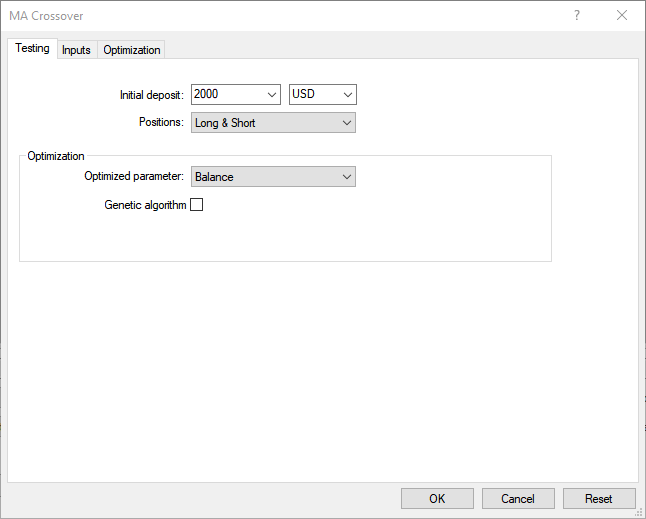 MA Crossover ?
Testing Inputs Optimization
Initial deposit: 2000 USD
Positions: Long & Short
Optimization
Optimized parameter: Balance
Genetic algorithm
OK Cancel Reset